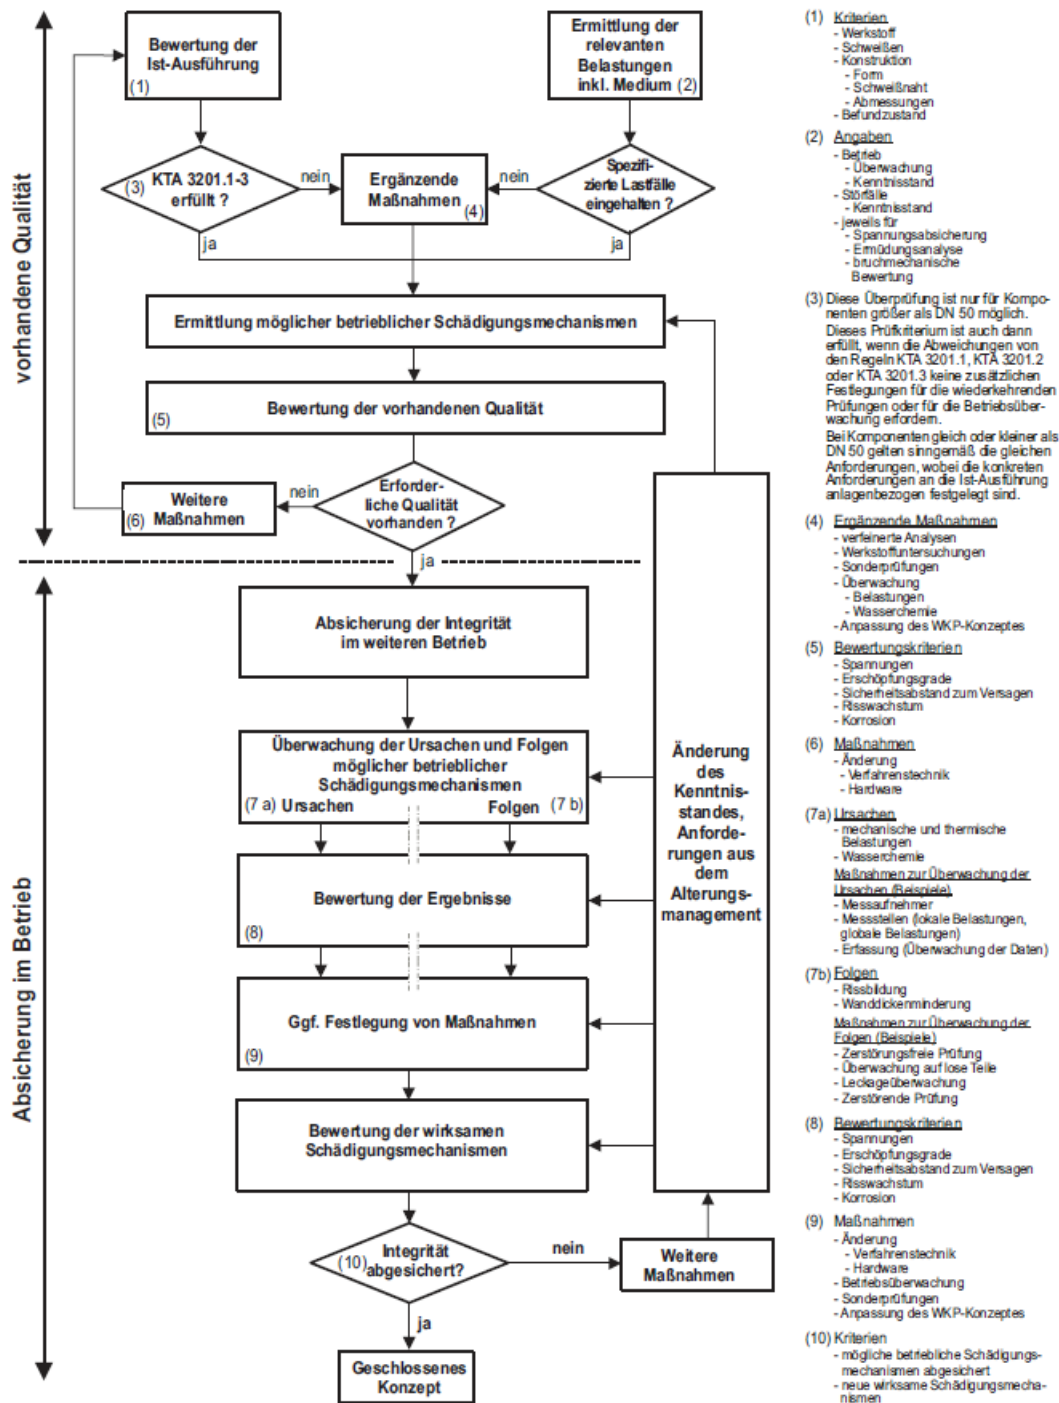 vorhandene Qualität
Absicherung im Betrieb
Bewertung der
Ist-Ausführung
(1)
Ermittlung der
relevanten
Belastungen
inkl. Medium (2)
(3) KTA 3201.1-3
erfüllt ?
nein
Ergänzende
Maßnahmen
(4)
nein
Spezifi-
zierte Lastfälle
eingehalten ?
ja
ja
Ermittlung möglicher betrieblicher Schädigungsmechanismen
Bewertung der vorhandenen Qualität
(5)
Weitere
Maßnahmen
(6)
nein
Erforder-
liche Qualität
vorhanden ?
ja
Absicherung der Integrität
im weiteren Betrieb
Überwachung der Ursachen und Folgen
möglicher betrieblicher
Schädigungsmechanismen
(7 a) Ursachen
Folgen (7 b)
Bewertung der Ergebnisse
(8)
Ggf. Festlegung von Maßnahmen
(9)
Bewertung der wirksamen
Schädigungsmechanismen
(10) Integrität
abgesichert?
nein
Weitere
Maßnahmen
ja
Geschlossenes
Konzept
Änderung
des
Kenntnis-
standes,
Anforde-
rungen aus
dem
Alterungs-
management
(1) Kriterien
- Werkstoff
- Schweißen
- Konstruktion
- Form
- Schweißnaht
- Abmessungen
- Befundzustand
(2) Angaben
- Betrieb
- Überwachung
- Kenntnisstand
- Störfälle
- Kenntnisstand
- jeweils für
- Spannungsabsicherung
- Ermüdungsanalyse
- bruchmechanische
Bewertung
(3) Diese Überprüfung ist nur für Kompo-
nenten größer als DN 50 möglich.
Dieses Prüfkriterium ist auch dann
erfüllt, wenn die Abweichungen von
den Regeln KTA 3201.1, KTA 3201.2
oder KTA 3201.3 keine zusätzlichen
Festlegungen für die wiederkehrenden
Prüfungen oder für die Betriebsüber-
wachung erfordern.
Bei Komponenten gleich oder kleiner als
DN 50 gelten sinngemäß die gleichen
Anforderungen, wobei die konkreten
Anforderungen an die Ist-Ausführung
anlagenbezogen festgelegt sind.
(4) Ergänzende Maßnahmen
- verfeinerte Analysen
- Werkstoffuntersuchungen
- Sonderprüfungen
- Überwachung
- Belastungen
- Wasserchemie
- Anpassung des WKP-Konzeptes
(5) Bewertungskriterien
- Spannungen
- Erschöpfungsgrade
- Sicherheitsabstand zum Versagen
- Risswachstum
- Korrosion
(6) Maßnahmen
- Änderung
- Verfahrenstechnik
- Hardware
(7a) Ursachen
- mechanische und thermische
Belastungen
- Wasserchemie
Maßnahmen zur Überwachung der
Ursachen (Beispiele)
- Messaufnehmer
- Messstellen (lokale Belastungen,
globale Belastungen)
- Erfassung (Überwachung der Daten)
(7b) Folgen
- Rissbildung
- Wanddickenminderung
Maßnahmen zur Überwachung der
Folgen (Beispiele)
- Zerstörungsfreie Prüfung
- Überwachung auf lose Teile
- Leckageüberwachung
- Zerstörende Prüfung
(8) Bewertungskriterien
- Spannungen
- Erschöpfungsgrade
- Sicherheitsabstand zum Versagen
- Risswachstum
- Korrosion
(9) Maßnahmen
- Änderung
- Verfahrenstechnik
- Hardware
- Betriebsüberwachung
- Sonderprüfungen
- Anpassung des WKP-Konzeptes
(10) Kriterien
- mögliche betriebliche Schädigungs-
mechanismen abgesichert
- neue wirksame Schädigungsmecha-
nismen